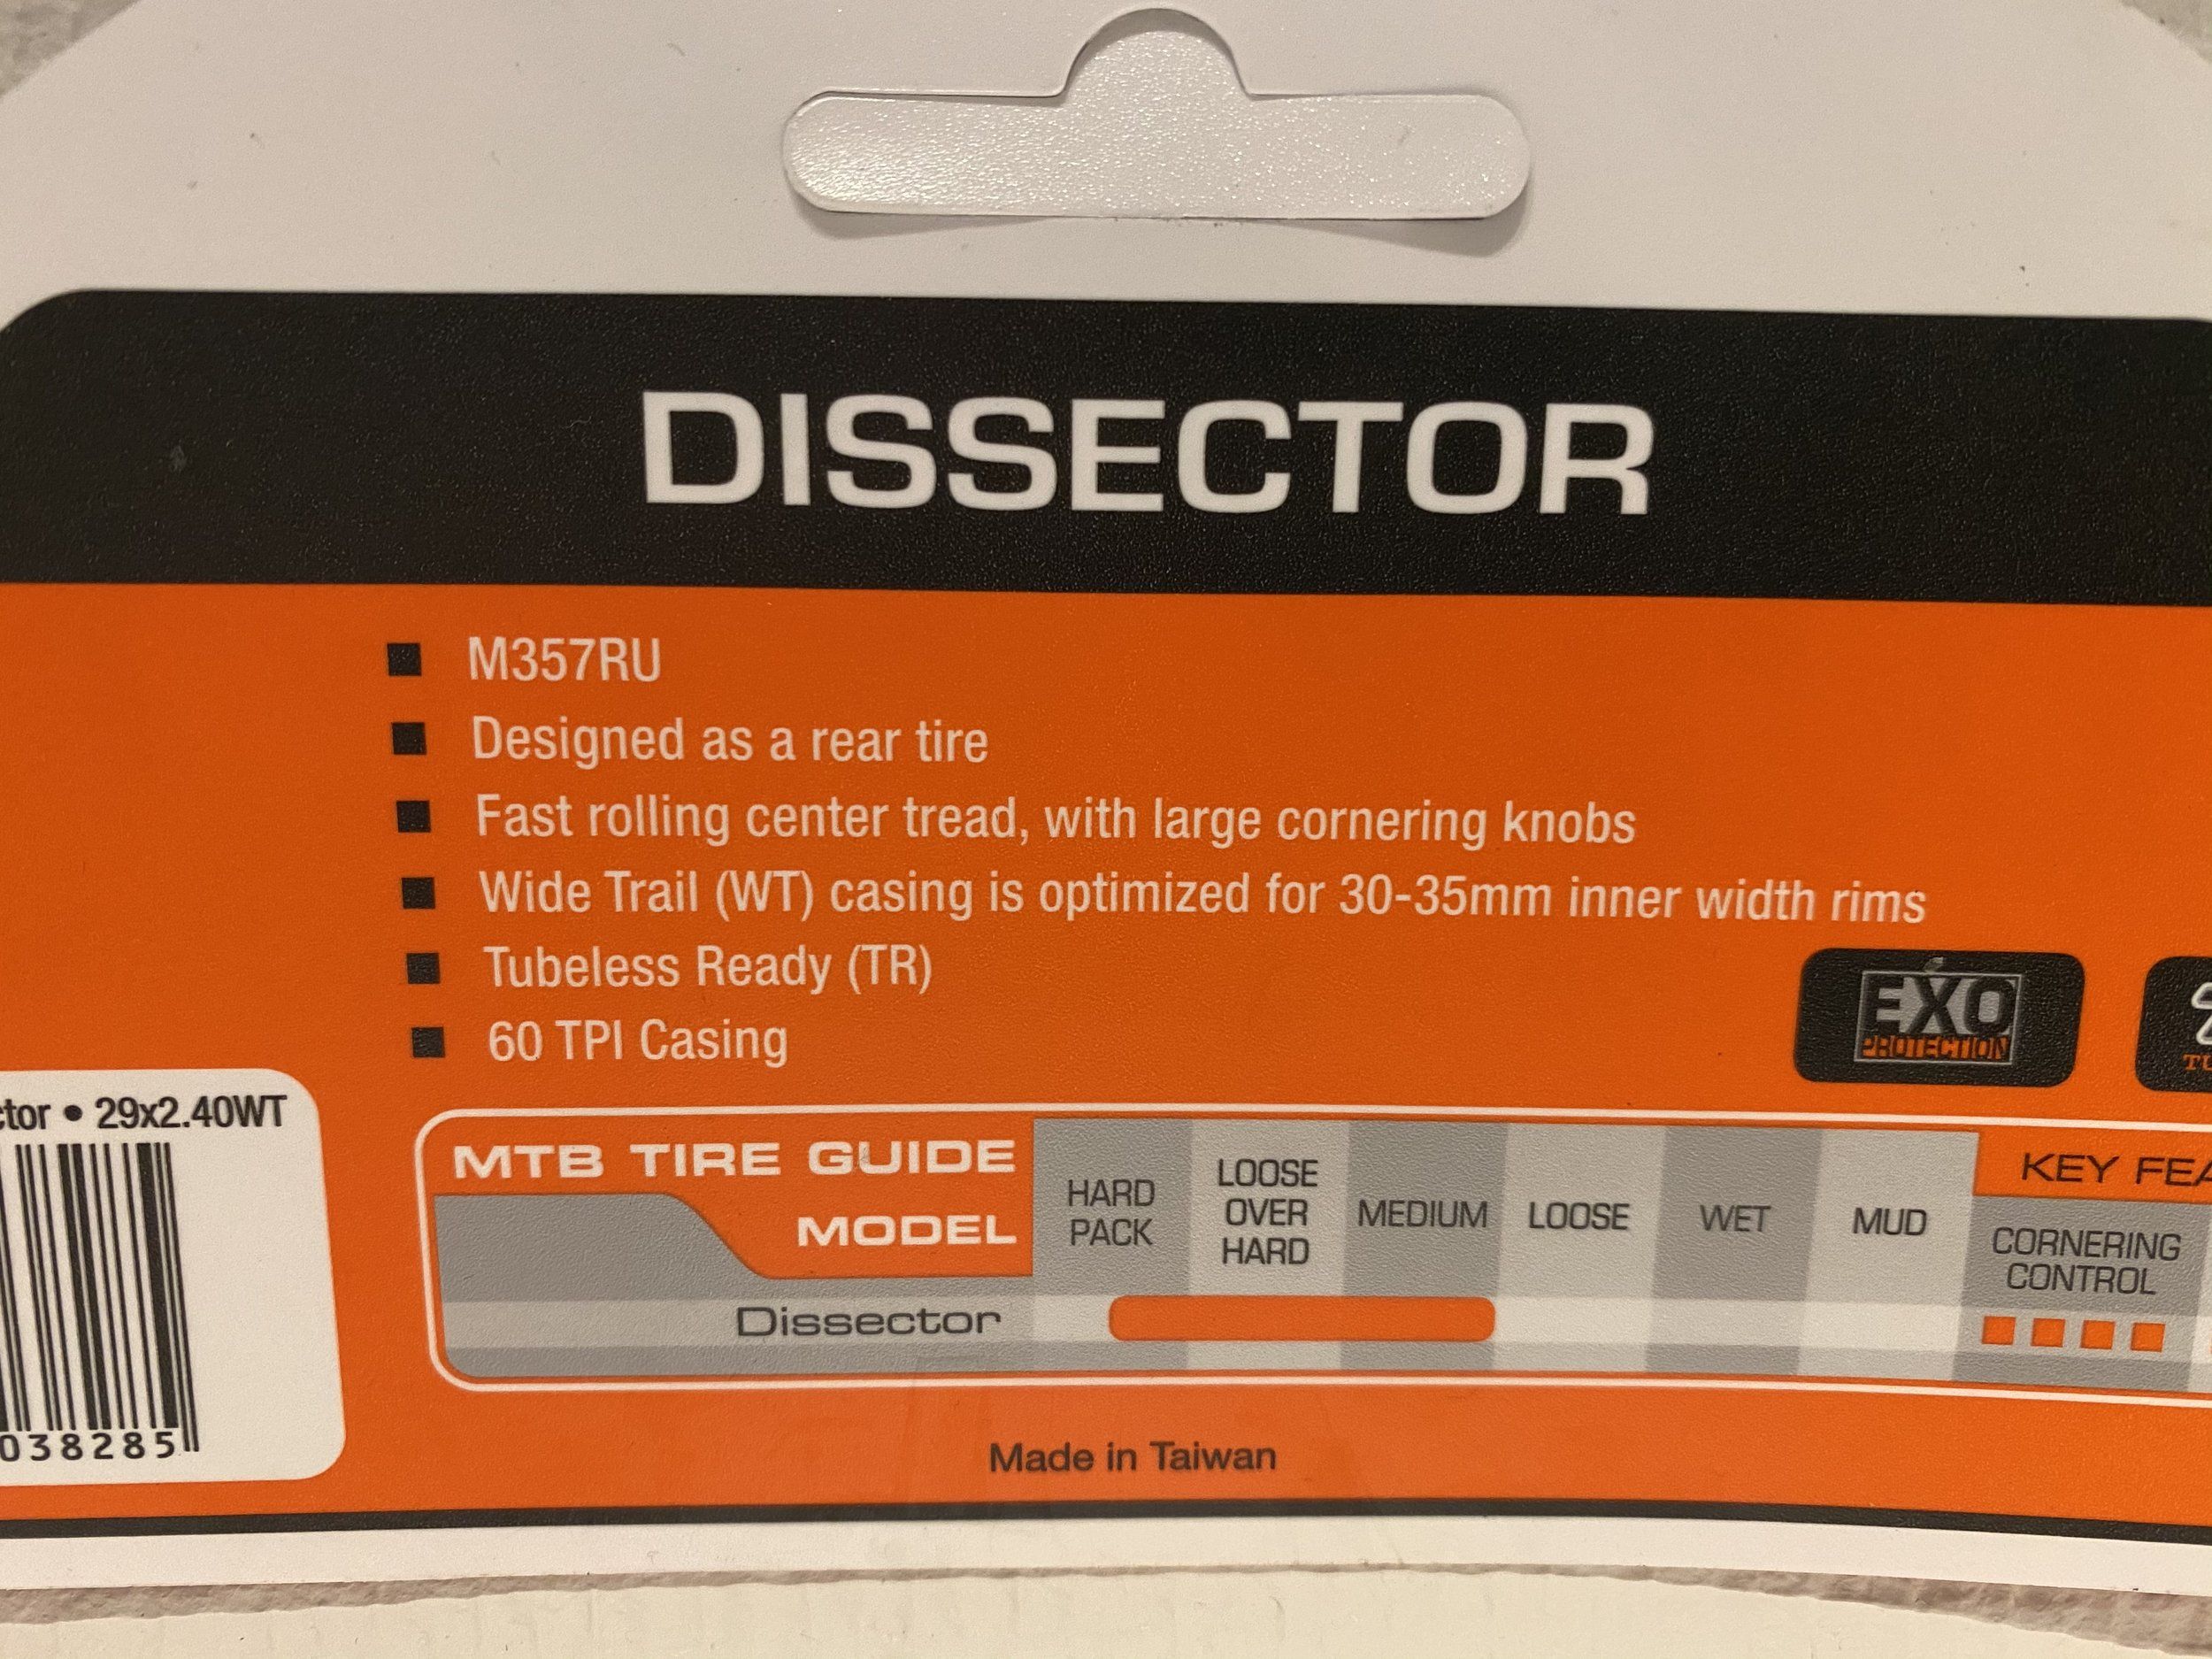 DISSECTOR
M357RU
Designed as a rear tire
Fast rolling center tread, with large cornering knobs
Wide Trail (WT) casing is optimized for 30-35mm inner width rims
Tubeless Ready (TR)
60 TPI Casing
EXO
PROTECTION
• 29x2.40WT
038285
MTB TIRE GUIDE
MODEL
HARD
PACK
LOOSE
OVER
HARD
MEDIUM
LOOSE
WET
MUD
KEY
CORNERING
CONTROL
Dissector
Made in Taiwan